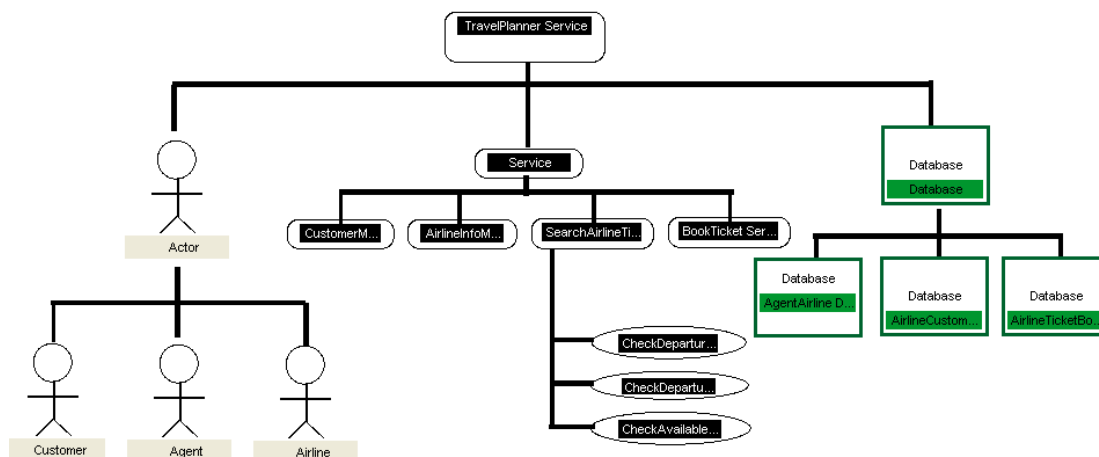 TravelPlanner Service
Service
Database
Database
CustomerM...
AirlineInfoM...
SearchAirlineTi...
BookTicket Ser...
Actor
Database
AgentAirline D...
Database
AirlineCustom...
Database
AirlineTicketBo...
CheckDepartur...
CheckDepartu...
CheckAvailable...
Customer
Agent
Airline